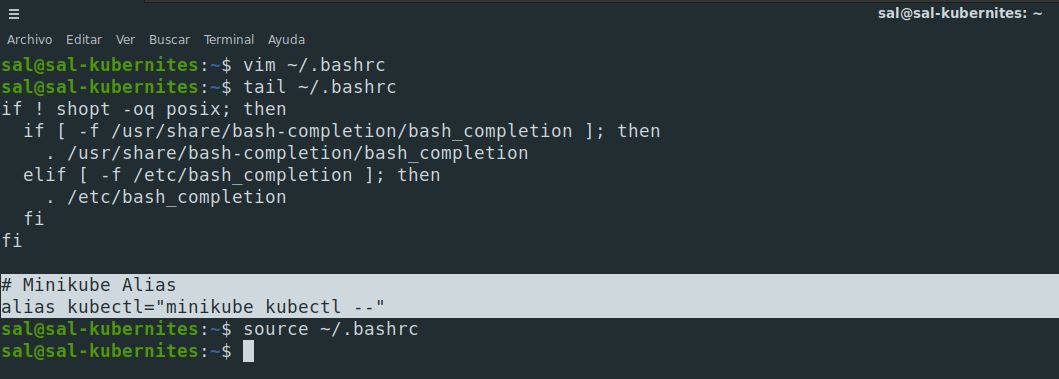 sal@sal-kubernites: ~
Archivo Editar Ver Buscar Terminal Ayuda
sal@sal-kubernites:~$ vim ~/.bashrc
sal@sal-kubernites:~$ tail ~/.bashrc
if ! shopt -oq posix; then
  if [ -f /usr/share/bash-completion/bash_completion ]; then
    . /usr/share/bash-completion/bash_completion
  elif [ -f /etc/bash_completion ]; then
    . /etc/bash_completion
  fi
fi

# Minikube Alias
alias kubectl="minikube kubectl --"
sal@sal-kubernites:~$ source ~/.bashrc
sal@sal-kubernites:~$